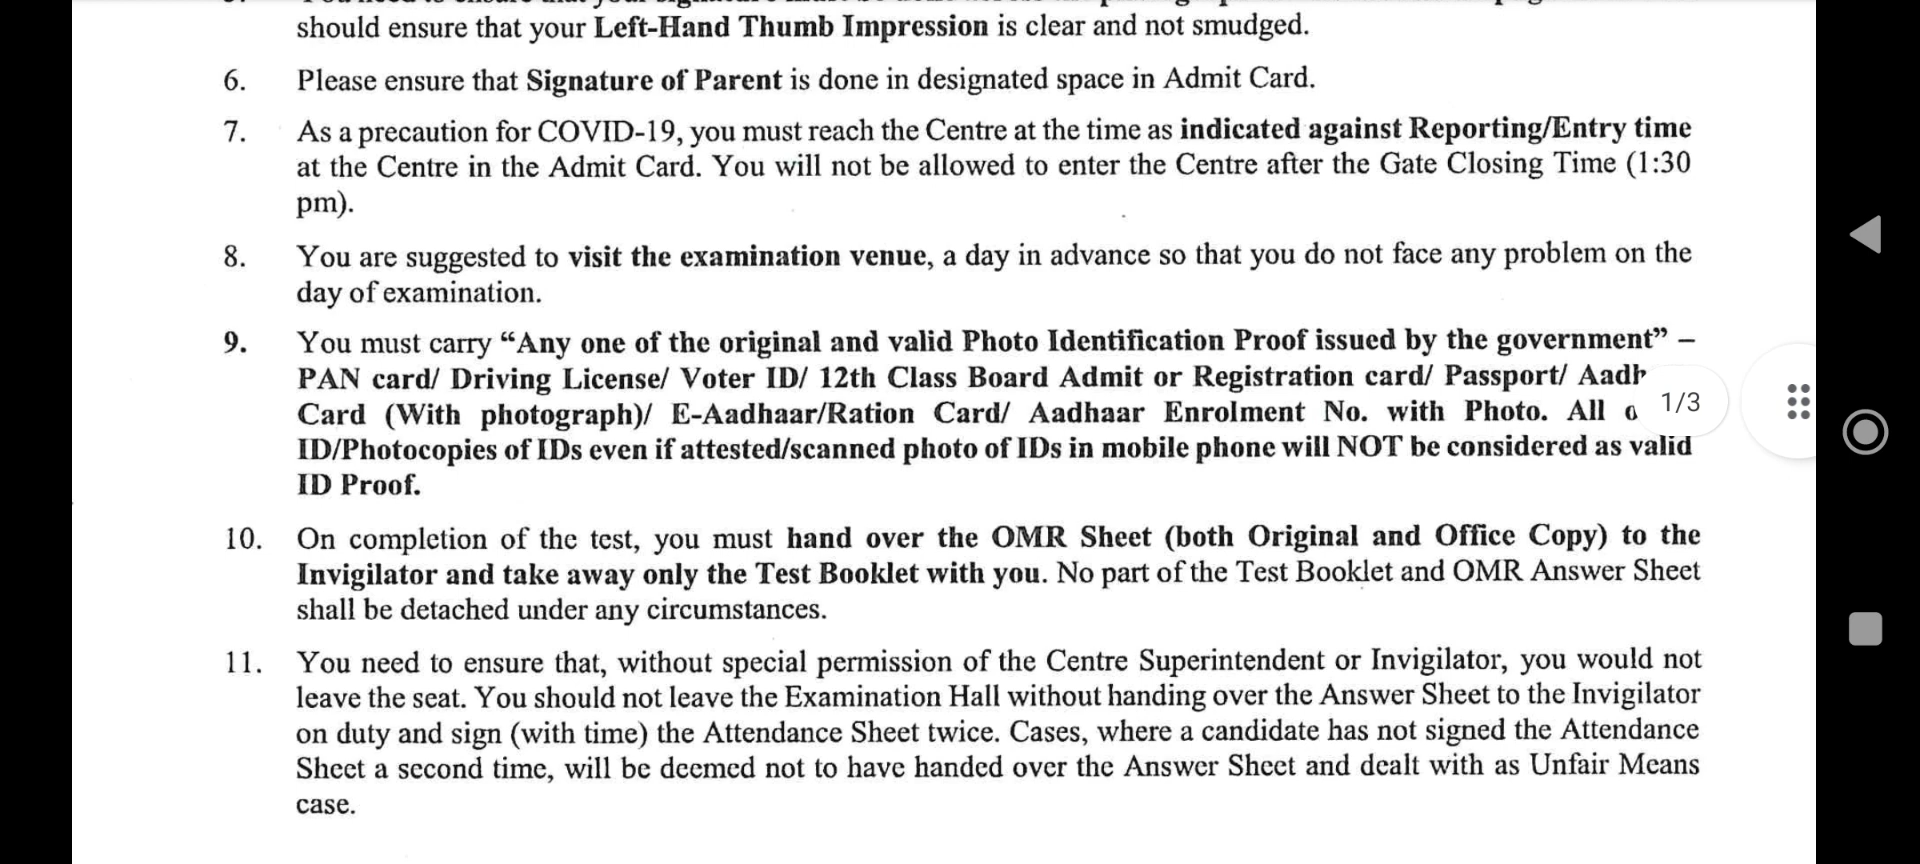 should ensure that your Left-Hand Thumb Impression is clear and not smudged.
6. Please ensure that Signature of Parent is done in designated space in Admit Card.
7. As a precaution for COVID-19, you must reach the Centre at the time as indicated against Reporting/Entry time
at the Centre in the Admit Card. You will not be allowed to enter the Centre after the Gate Closing Time (1:30
pm).
8. You are suggested to visit the examination venue, a day in advance so that you do not face any problem on the
day of examination.
9. You must carry “Any one of the original and valid Photo Identification Proof issued by the government” –
PAN card/ Driving License/ Voter ID/ 12th Class Board Admit or Registration card/ Passport/
Card (With photograph)/ E-Aadhaar/Ration Card/ Aadhaar Enrolment No. with Photo. All
1/3
ID/Photocopies of IDs even if attested/scanned photo of IDs in mobile phone will NOT be considered as valid
ID Proof.
10. On completion of the test, you must hand over the OMR Sheet (both Original and Office Copy) to the
Invigilator and take away only the Test Booklet with you. No part of the Test Booklet and OMR Answer Sheet
shall be detached under any circumstances.
11. You need to ensure that, without special permission of the Centre Superintendent or Invigilator, you would not
leave the seat. You should not leave the Examination Hall without handing over the Answer Sheet to the Invigilator
on duty and sign (with time) the Attendance Sheet twice. Cases, where a candidate has not signed the Attendance
Sheet a second time, will be deemed not to have handed over the Answer Sheet and dealt with as Unfair Means
case.